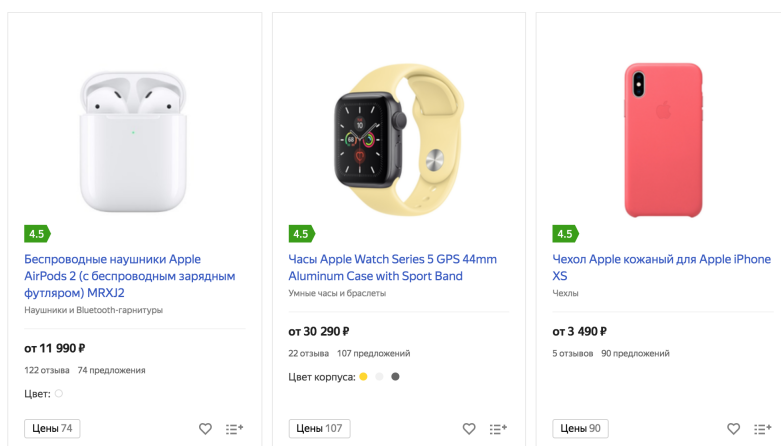 4.5
Беспроводные наушники Apple
AirPods 2 (с беспроводным зарядным
футляром) MRXJ2
Наушники и Bluetooth-гарнитуры
от 11 990 ₽
122 отзыва 74 предложения
Цвет:
Цены 74
4.5
Часы Apple Watch Series 5 GPS 44mm
Aluminum Case with Sport Band
Умные часы и браслеты
от 30 290 ₽
22 отзыва 107 предложений
Цвет корпуса:
Цены 107
4.5
Чехол Apple кожаный для Apple iPhone
XS
Чехлы
от 3 490 ₽
5 отзывов 90 предложений
Цены 90